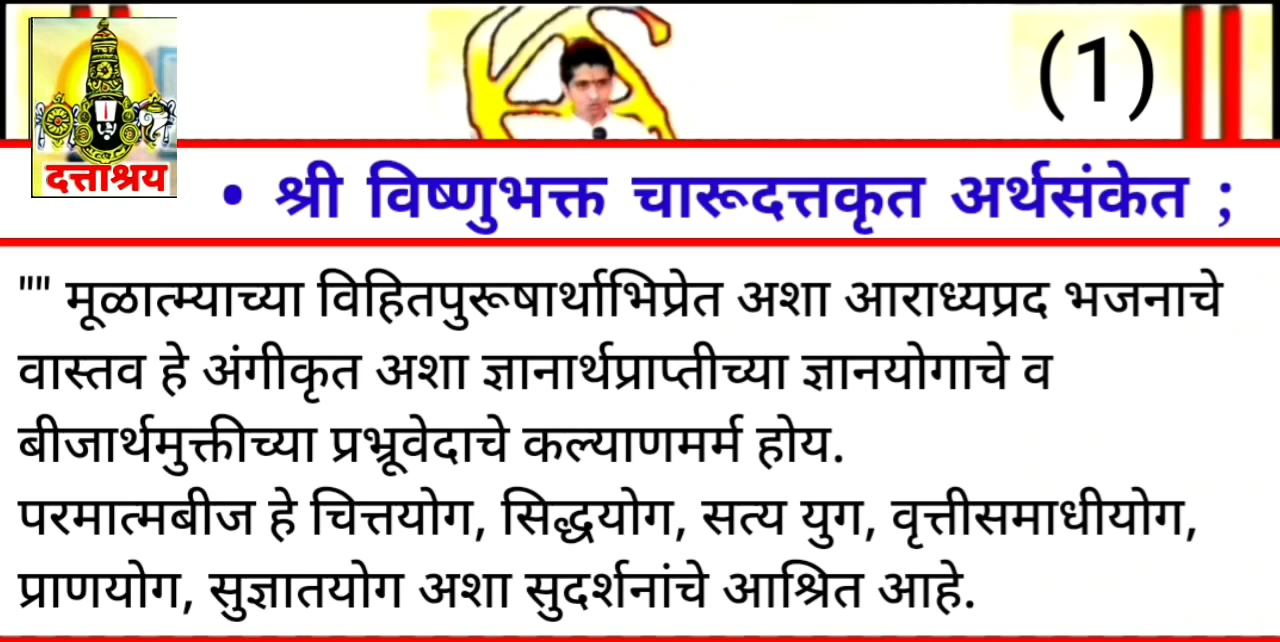 (1)
दत्ताश्रय
• श्री विष्णुभक्त चारूदत्तकृत अर्थसंकेत ;
"" मूळात्म्याच्या विहितपुरूषार्थाभिप्रेत अशा आराध्यप्रद भजनाचे
वास्तव हे अंगीकृत अशा ज्ञानार्थप्राप्तीच्या ज्ञानयोगाचे व
बीजार्थमुक्तीच्या प्रभ्रूवेदाचे कल्याणमर्म होय.
परमात्मबीज हे चित्तयोग, सिद्धयोग, सत्य युग, वृत्तीसमाधीयोग,
प्राणयोग, सुज्ञातयोग अशा सुदर्शनांचे आश्रित आहे.